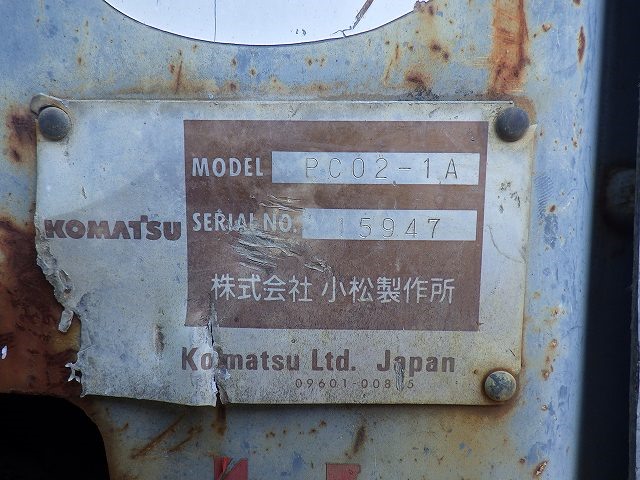 MODEL PC02-1A
KOMATSU
SERIAL NO. 15947
株式会社 小松製作所
Komatsu Ltd. Japan